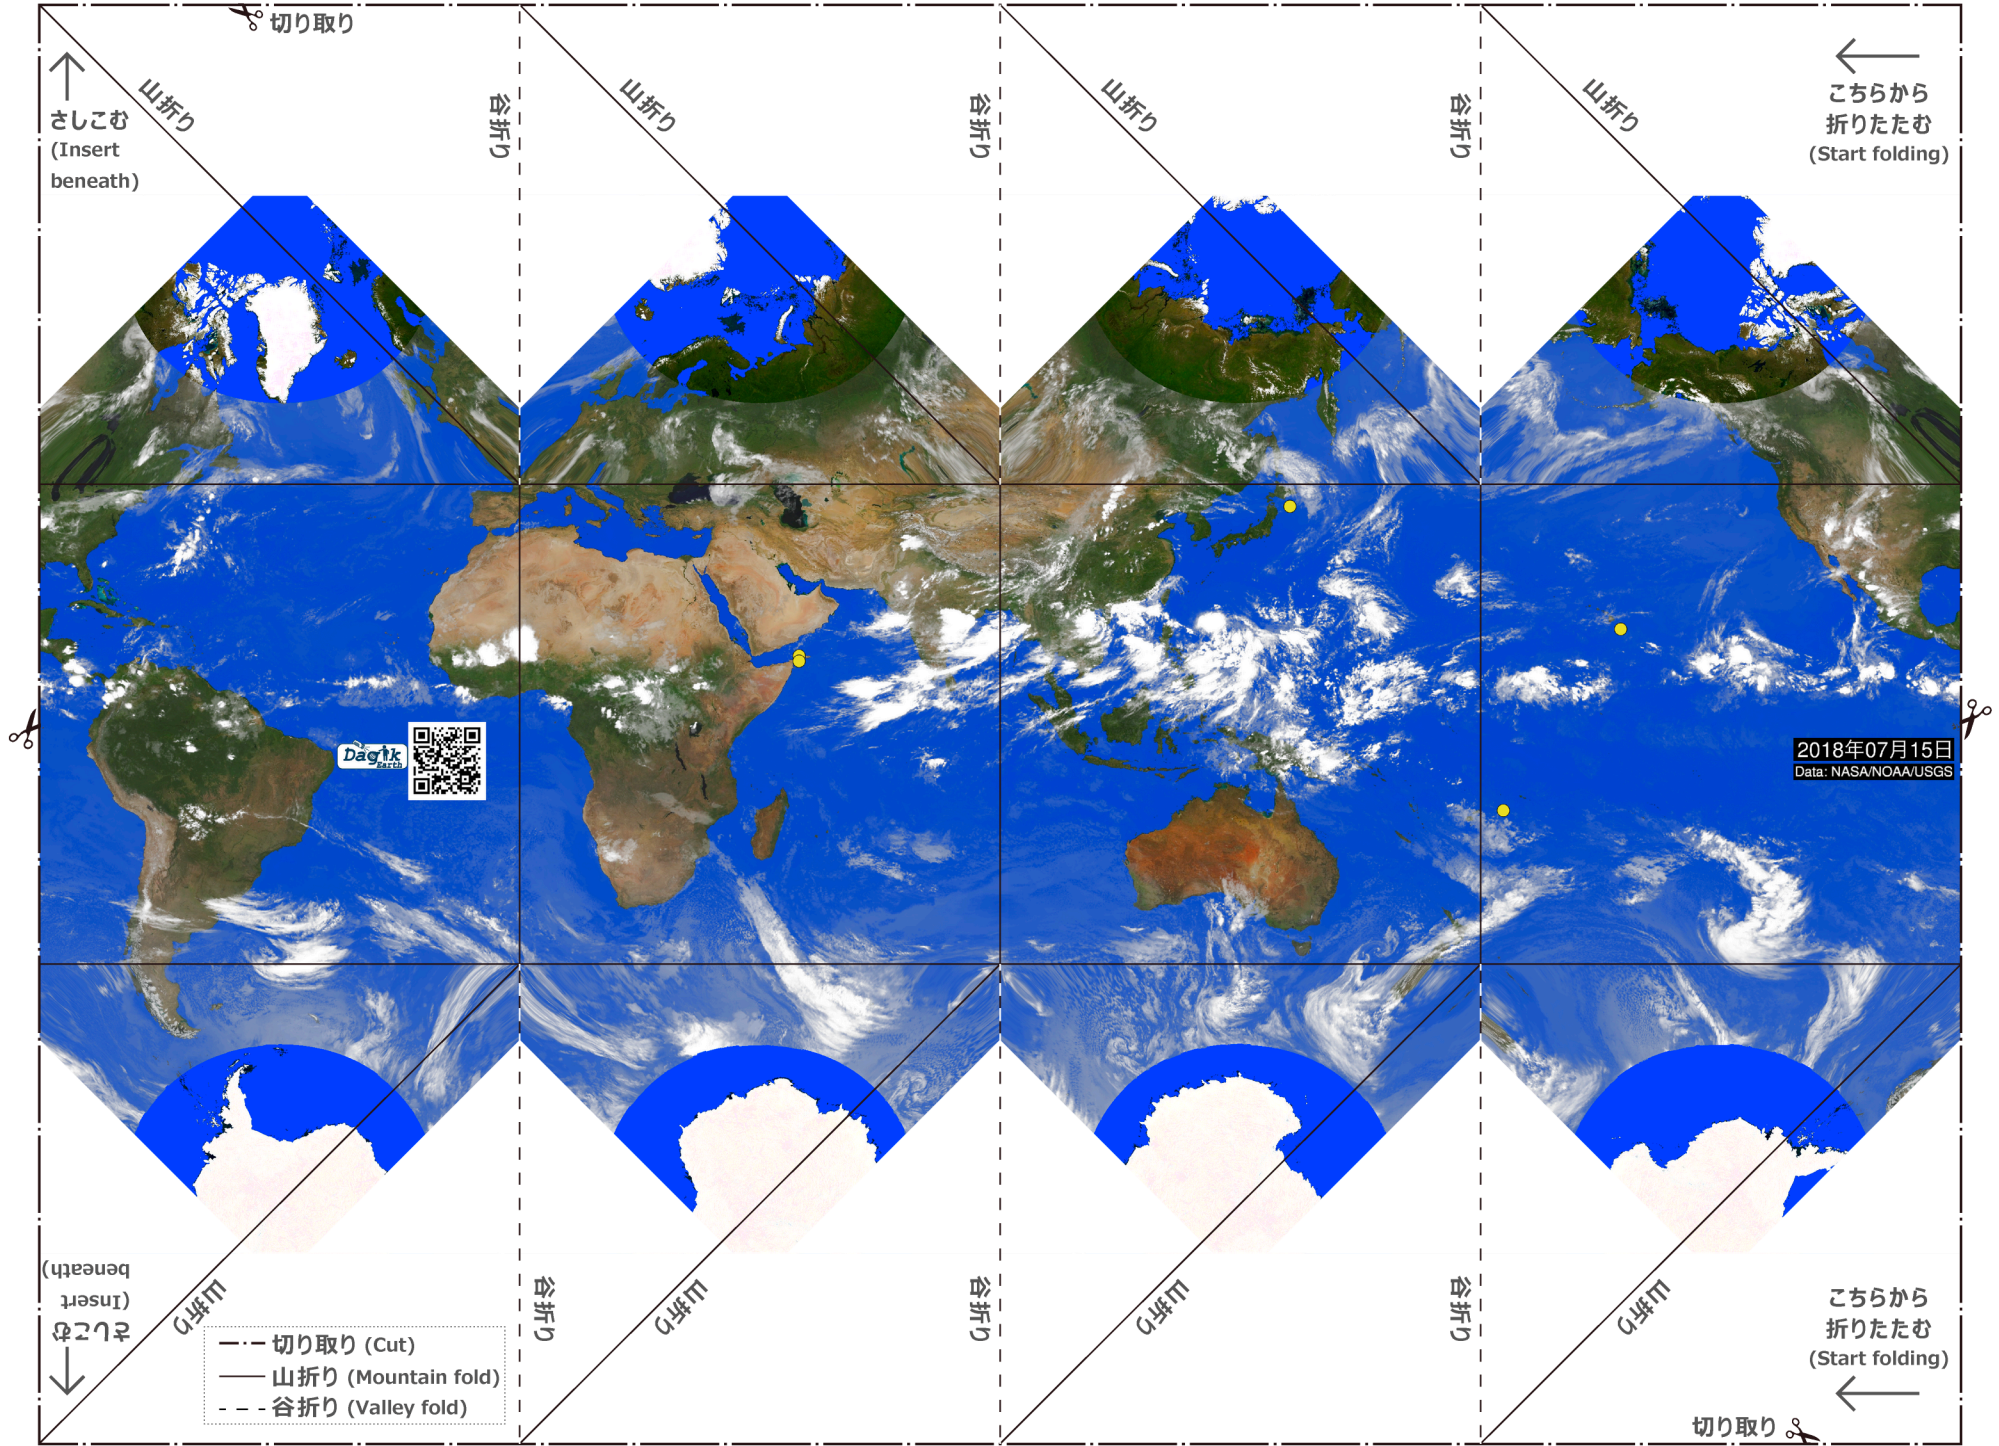 切り取り
さしこむ
(Insert
beneath)
山折り
谷折り
山折り
谷折り
山折り
谷折り
山折り
こちらから
折りたたむ
(Start folding)
Dagik
Earth
2018年07月15日
Data: NASA/NOAA/USGS
さしこむ
(Insert
beneath)
山折り
谷折り
山折り
谷折り
山折り
谷折り
山折り
こちらから
折りたたむ
(Start folding)
切り取り (Cut)
山折り (Mountain fold)
谷折り (Valley fold)
切り取り